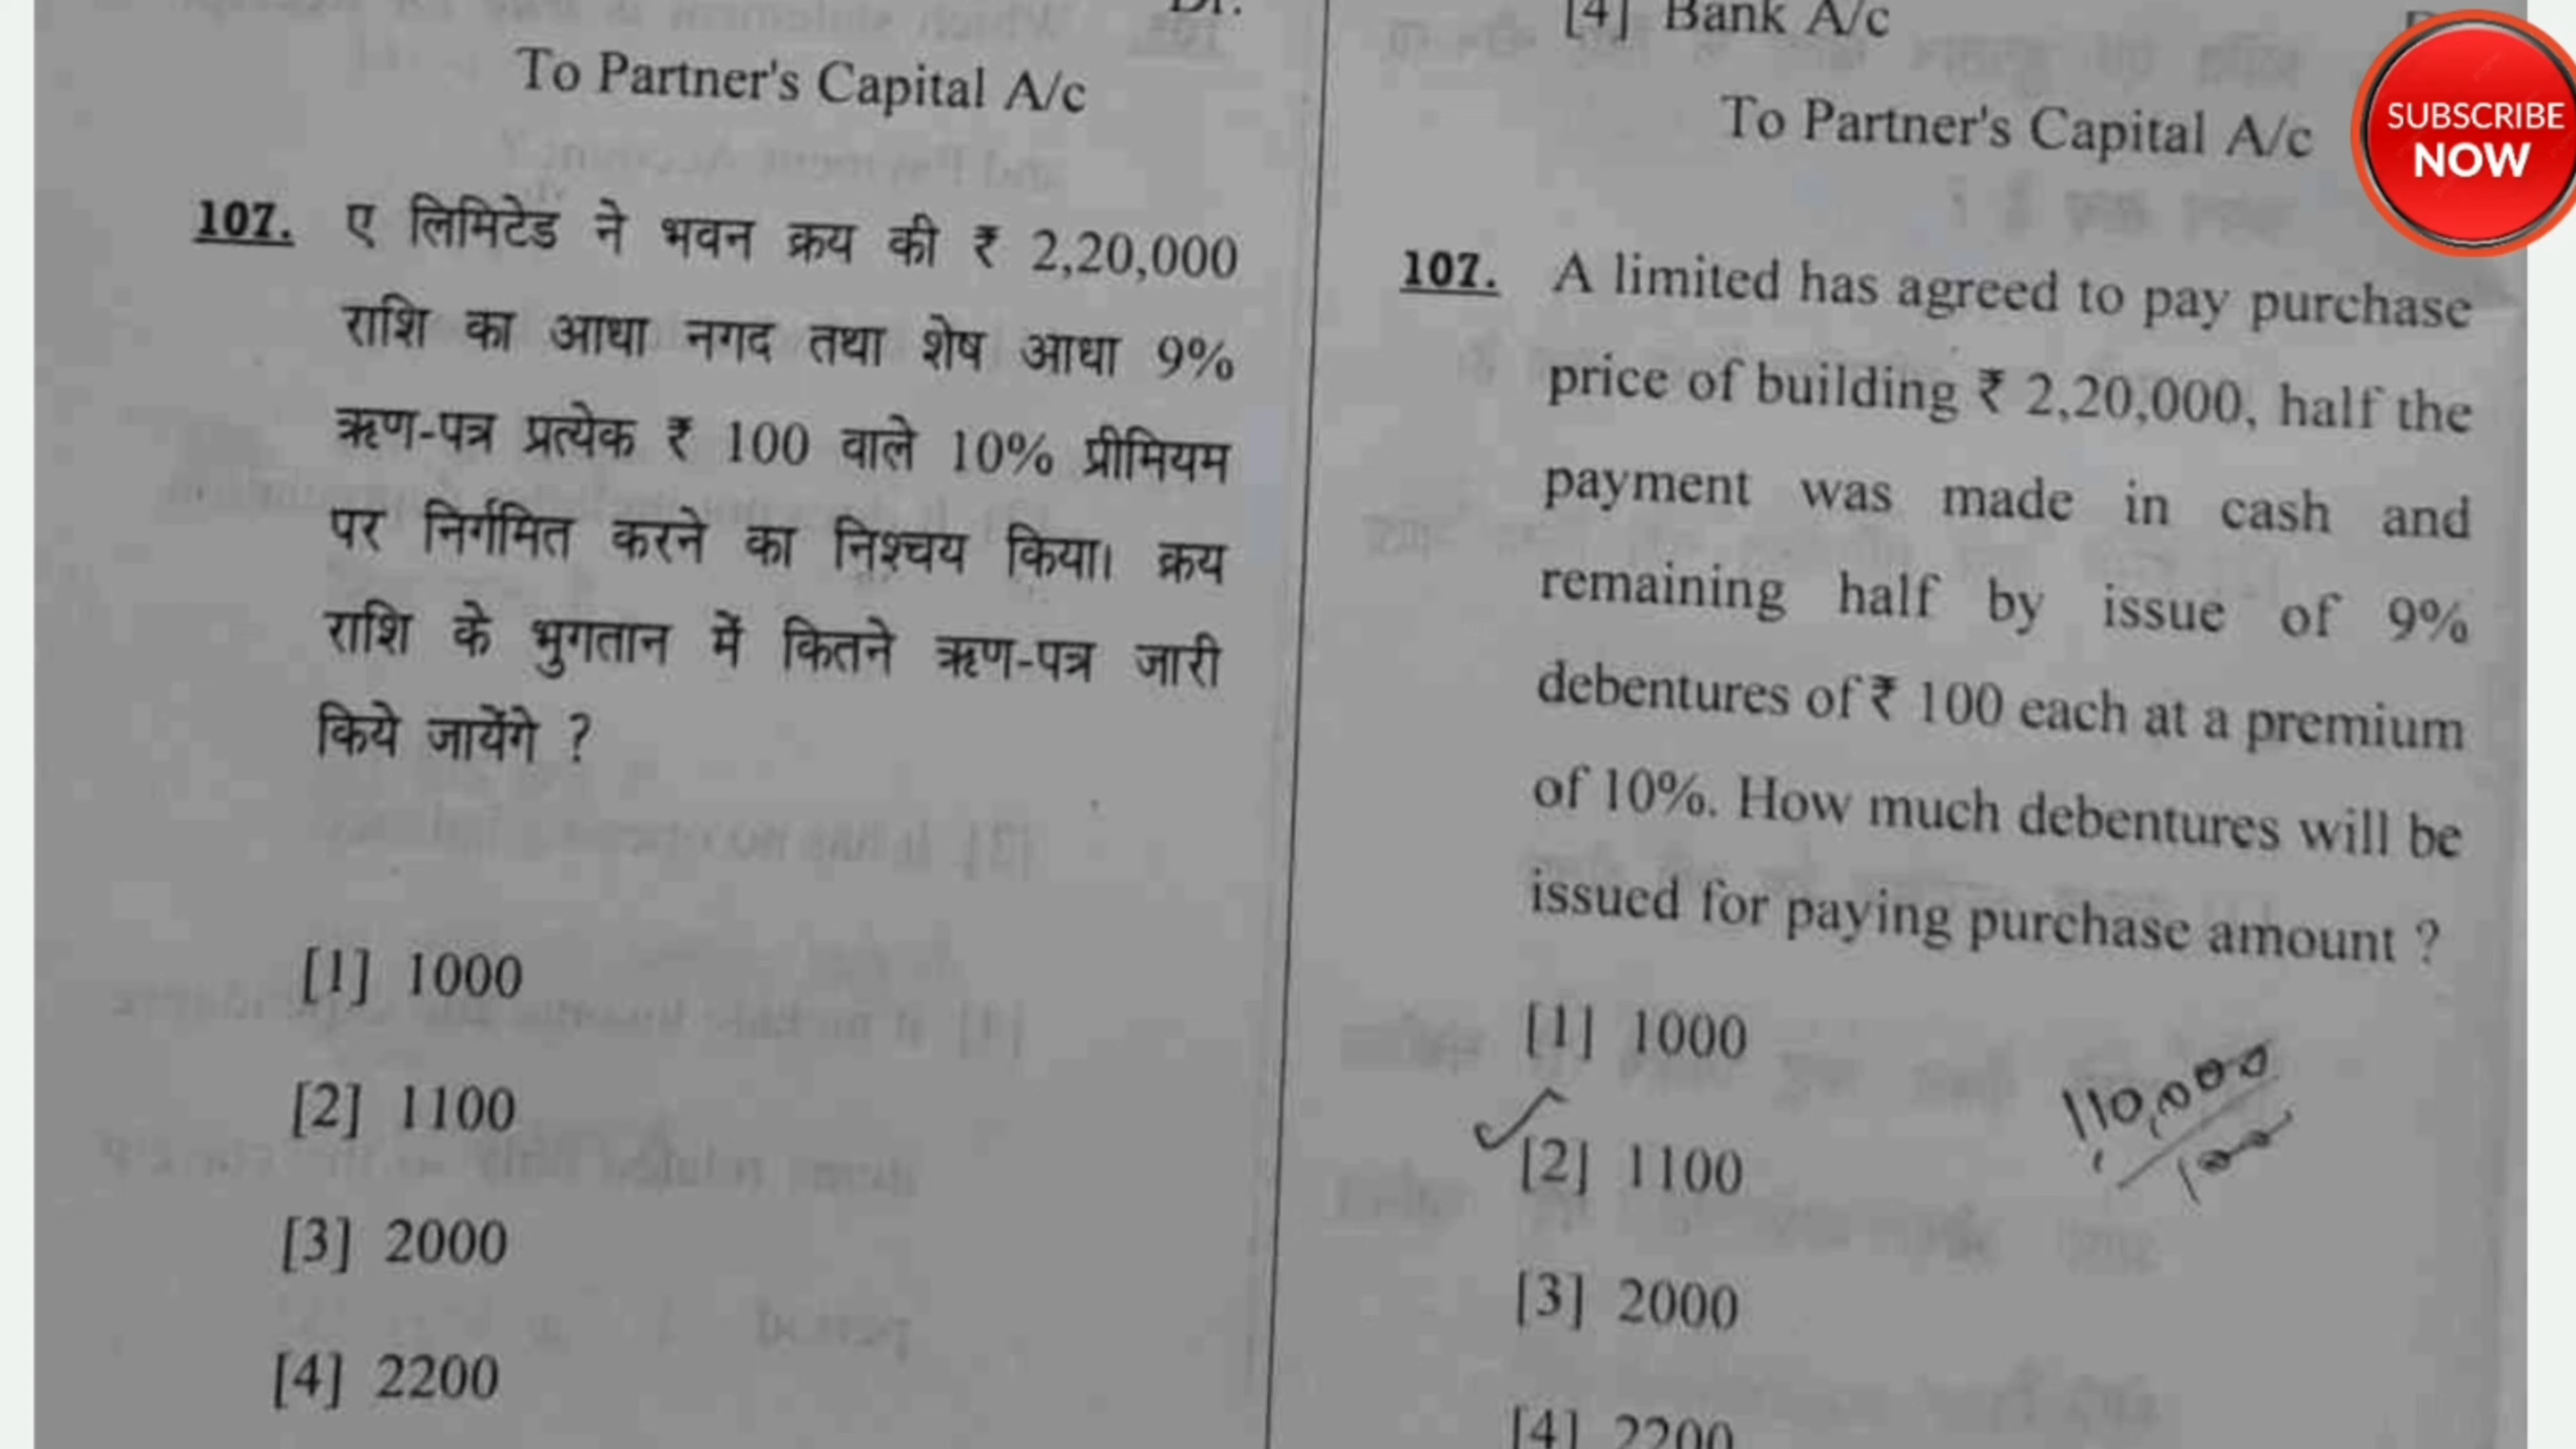 To Partner's Capital A/c
107. ए लिमिटेड ने भवन क्रय की ₹ 2,20,000
राशि का आधा नगद तथा शेष आधा 9%
ऋण-पत्र प्रत्येक ₹ 100 वाले 10% प्रीमियम
पर निर्गमित करने का निश्चय किया। क्रय
राशि के भुगतान में कितने ऋण-पत्र जारी
किये जायेंगे ?
[1] 1000
[2] 1100
[3] 2000
[4] 2200
[4] Bank A/c
To Partner's Capital A/c
SUBSCRIBE
NOW
107. A limited has agreed to pay purchase
price of building ₹ 2,20,000, half the
payment was made in cash and
remaining half by issue of 9%
debentures of ₹ 100 each at a premium
of 10%. How much debentures will be
issued for paying purchase amount ?
[1] 1000
[2] 1100
110,000
100
[3] 2000
[4] 2200